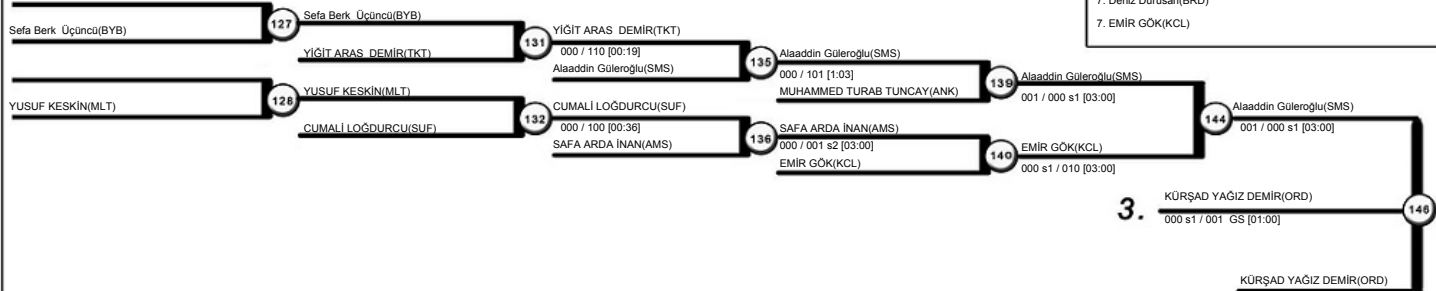 7. Deniz Durusan(BRD)
7. EMİR GÖK(KCL)
Sefa Berk Üçüncü(BYB)
127
Sefa Berk Üçüncü(BYB)
YİĞİT ARAS DEMİR(TKT)
131
YİĞİT ARAS DEMİR(TKT)
000 / 110 [00:19]
Alaaddin Güleroğlu(SMS)
135
Alaaddin Güleroğlu(SMS)
000 / 101 [1:03]
MUHAMMED TURAB TUNCAY(ANK)
139
Alaaddin Güleroğlu(SMS)
001 / 000 s1 [03:00]
YUSUF KESKİN(MLT)
128
YUSUF KESKİN(MLT)
CUMALİ LOĞDURCU(SUF)
132
CUMALİ LOĞDURCU(SUF)
000 / 100 [00:36]
SAFA ARDA İNAN(AMS)
136
SAFA ARDA İNAN(AMS)
000 / 001 s2 [03:00]
EMİR GÖK(KCL)
140
EMİR GÖK(KCL)
000 s1 / 010 [03:00]
144
Alaaddin Güleroğlu(SMS)
001 / 000 s1 [03:00]
3.
KÜRŞAD YAĞIZ DEMİR(ORD)
000 s1 / 001 GS [01:00]
146
KÜRŞAD YAĞIZ DEMİR(ORD)